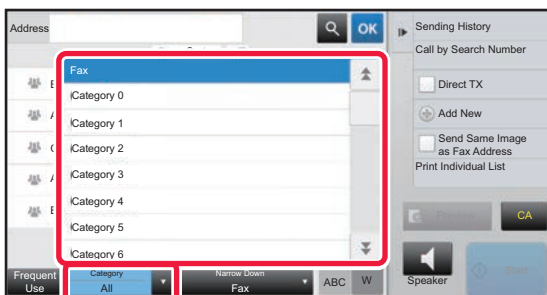 Address
OK
Sending History
Call by Search Number
Fax
Direct TX
Category 0
Add New
Category 1
Category 2
Send Same Image
as Fax Address
Category 3
Print Individual List
Category 4
CA
Category 5
Category 6
Frequent
Use
Category
All
Narrow Down
Fax
ABC
W
Speaker
Start